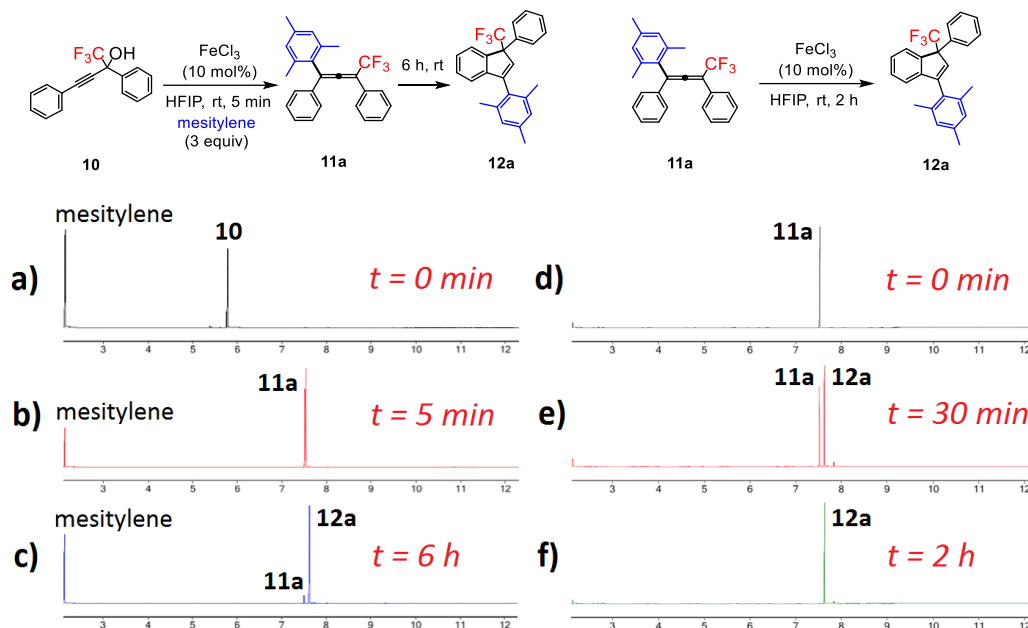 F3C OH
FeCl3
(10 mol%)
HFIP, rt, 5 min
mesitylene
(3 equiv)
10
CF3
11a
6 h, rt
F3C
12a
CF3
11a
FeCl3
(10 mol%)
HFIP, rt, 2 h
F3C
12a
a)
mesitylene
10
t = 0 min
3 4 5 6 7 8 9 10 11 12
b)
mesitylene
11a
t = 5 min
3 4 5 6 7 8 9 10 11 12
c)
mesitylene
11a
12a
t = 6 h
3 4 5 6 7 8 9 10 11 12
d)
11a
t = 0 min
3 4 5 6 7 8 9 10 11 12
e)
11a 12a
t = 30 min
3 4 5 6 7 8 9 10 11 12
f)
12a
t = 2 h
3 4 5 6 7 8 9 10 11 12